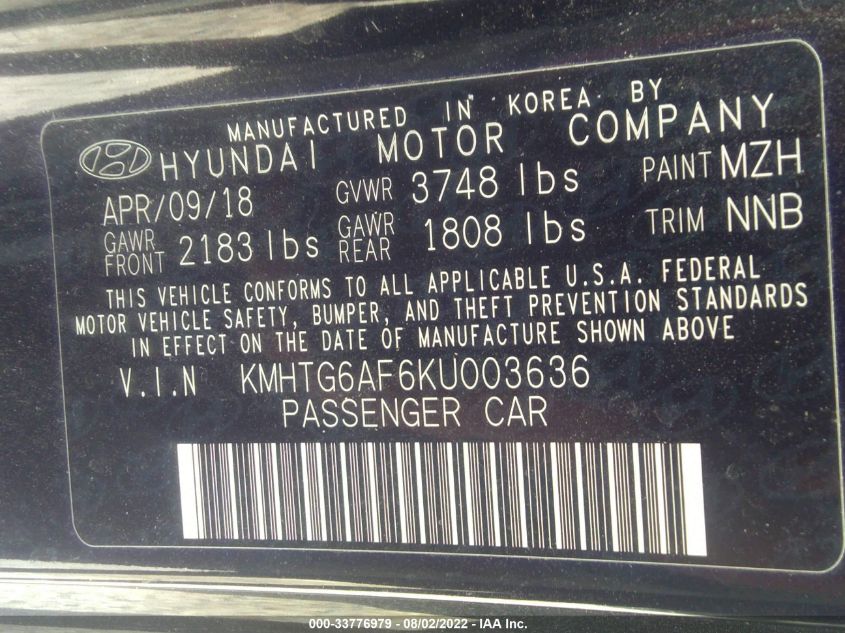 MANUFACTURED IN KOREA BY
HYUNDAI MOTOR COMPANY
APR/09/18 GVWR 3748 lbs PAINT MZH
GAWR FRONT 2183 lbs GAWR REAR 1808 lbs TRIM NNB
THIS VEHICLE CONFORMS TO ALL APPLICABLE U.S.A. FEDERAL
MOTOR VEHICLE SAFETY, BUMPER, AND THEFT PREVENTION STANDARDS
IN EFFECT ON THE DATE OF MANUFACTURE SHOWN ABOVE
V.I.N KMHTG6AF6KU003636
PASSENGER CAR
000-33776979 - 08/02/2022 - IAA Inc.